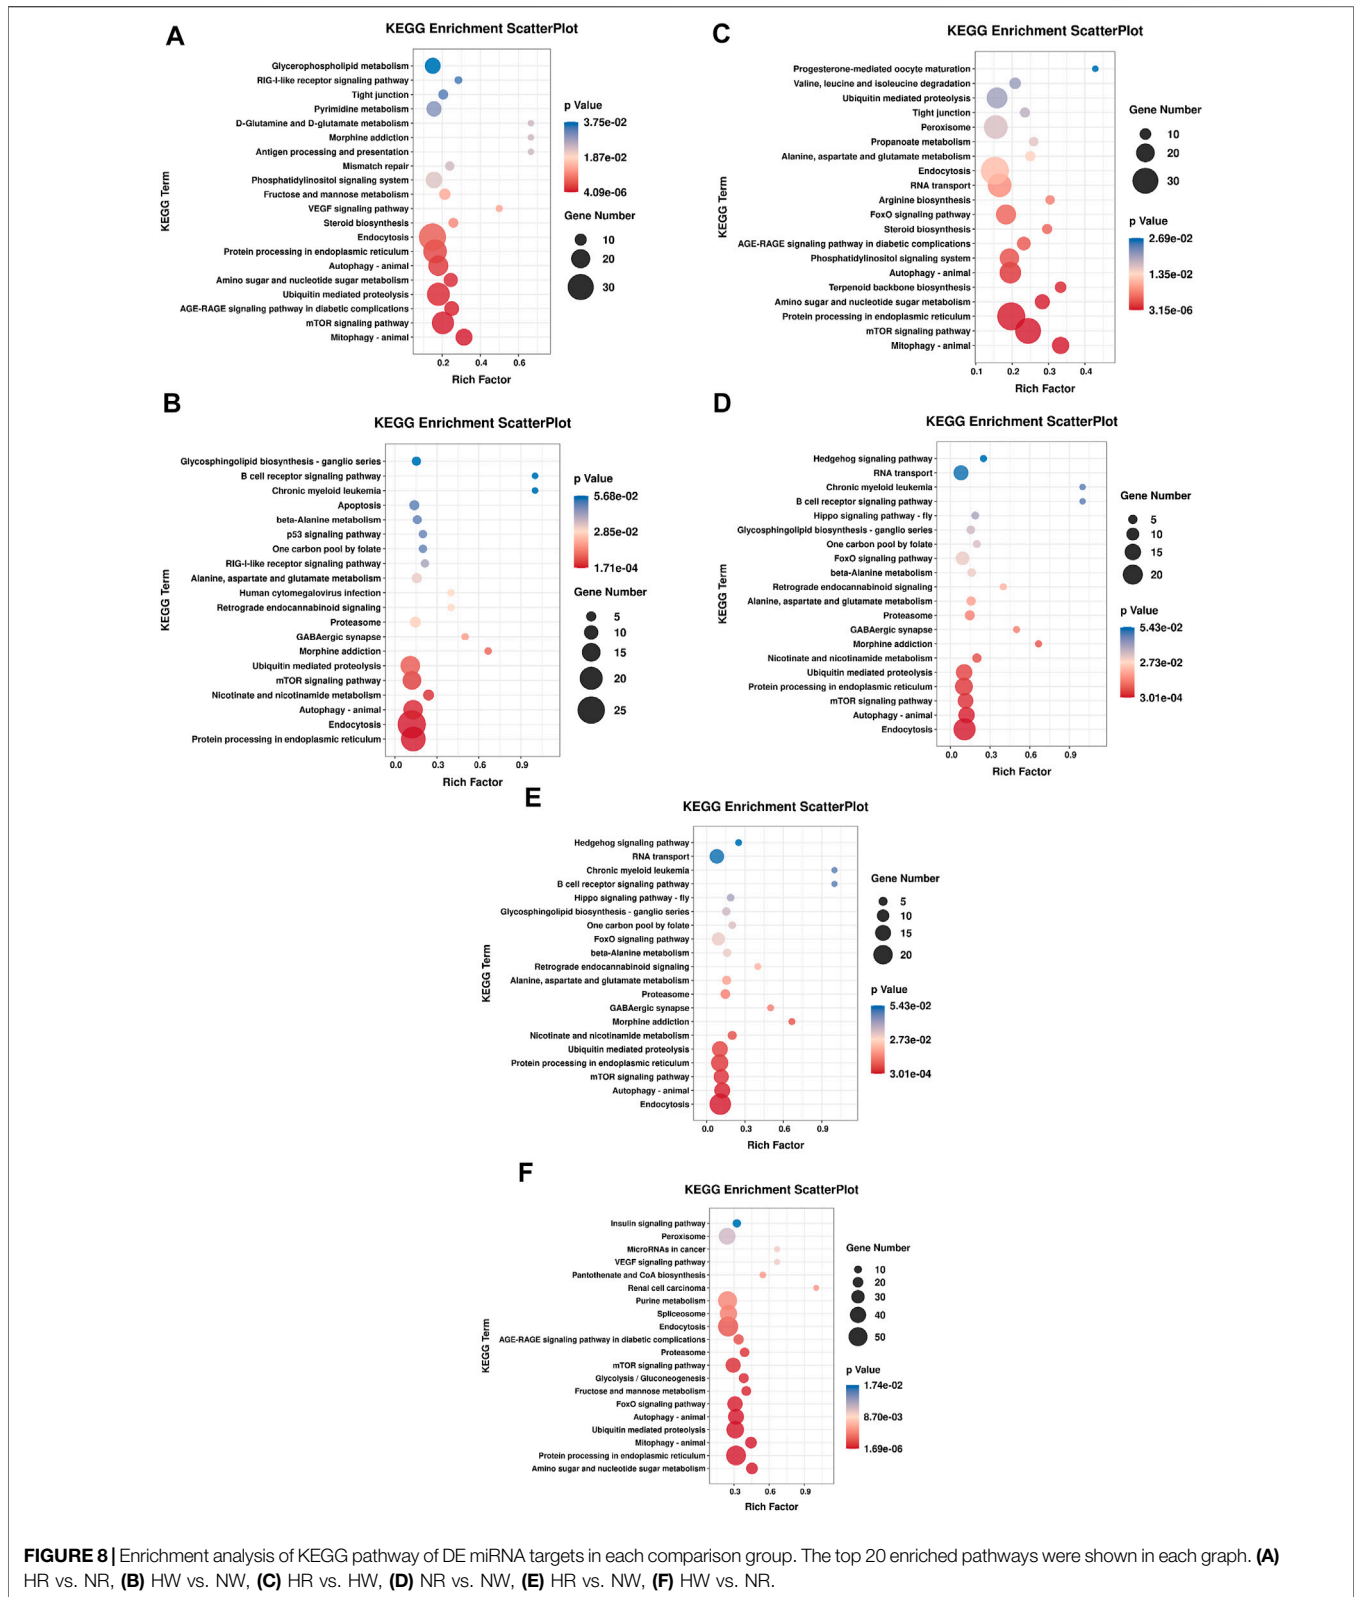 A
KEGG Enrichment ScatterPlot
KEGG Term
Glycerophospholipid metabolism
RIG-I-like receptor signaling pathway
Tight junction
Pyrimidine metabolism
D-Glutamine and D-glutamate metabolism
Morphine addiction
Antigen processing and presentation
Mismatch repair
Phosphatidylinositol signaling system
Fructose and mannose metabolism
VEGF signaling pathway
Steroid biosynthesis
Endocytosis
Protein processing in endoplasmic reticulum
Autophagy - animal
Amino sugar and nucleotide sugar metabolism
Ubiquitin mediated proteolysis
AGE-RAGE signaling pathway in diabetic complications
mTOR signaling pathway
Mitophagy - animal
0.2 0.4 0.6
Rich Factor
p Value
3.75e-02
1.87e-02
4.09e-06
Gene Number
10
20
30
C
KEGG Enrichment ScatterPlot
KEGG Term
Progesterone-mediated oocyte maturation
Valine, leucine and isoleucine degradation
Ubiquitin mediated proteolysis
Tight junction
Peroxisome
Propanoate metabolism
Alanine, aspartate and glutamate metabolism
Endocytosis
RNA transport
Arginine biosynthesis
FoxO signaling pathway
Steroid biosynthesis
AGE-RAGE signaling pathway in diabetic complications
Phosphatidylinositol signaling system
Autophagy - animal
Terpenoid backbone biosynthesis
Amino sugar and nucleotide sugar metabolism
Protein processing in endoplasmic reticulum
mTOR signaling pathway
Mitophagy - animal
0.1 0.2 0.3 0.4
Rich Factor
Gene Number
10
20
30
p Value
2.69e-02
1.35e-02
3.15e-06
B
KEGG Enrichment ScatterPlot
KEGG Term
Glycosphingolipid biosynthesis - ganglio series
B cell receptor signaling pathway
Chronic myeloid leukemia
Apoptosis
beta-Alanine metabolism
p53 signaling pathway
One carbon pool by folate
RIG-I-like receptor signaling pathway
Alanine, aspartate and glutamate metabolism
Human cytomegalovirus infection
Retrograde endocannabinoid signaling
Proteasome
GABAergic synapse
Morphine addiction
Ubiquitin mediated proteolysis
mTOR signaling pathway
Nicotinate and nicotinamide metabolism
Autophagy - animal
Endocytosis
Protein processing in endoplasmic reticulum
0.0 0.3 0.6 0.9
Rich Factor
p Value
5.68e-02
2.85e-02
1.71e-04
Gene Number
5
10
15
20
25
D
KEGG Enrichment ScatterPlot
KEGG Term
Hedgehog signaling pathway
RNA transport
Chronic myeloid leukemia
B cell receptor signaling pathway
Hippo signaling pathway - fly
Glycosphingolipid biosynthesis - ganglio series
One carbon pool by folate
FoxO signaling pathway
beta-Alanine metabolism
Retrograde endocannabinoid signaling
Alanine, aspartate and glutamate metabolism
Proteasome
GABAergic synapse
Morphine addiction
Nicotinate and nicotinamide metabolism
Ubiquitin mediated proteolysis
Protein processing in endoplasmic reticulum
mTOR signaling pathway
Autophagy - animal
Endocytosis
0.0 0.3 0.6 0.9
Rich Factor
Gene Number
5
10
15
20
p Value
5.43e-02
2.73e-02
3.01e-04
E
KEGG Enrichment ScatterPlot
KEGG Term
Hedgehog signaling pathway
RNA transport
Chronic myeloid leukemia
B cell receptor signaling pathway
Hippo signaling pathway - fly
Glycosphingolipid biosynthesis - ganglio series
One carbon pool by folate
FoxO signaling pathway
beta-Alanine metabolism
Retrograde endocannabinoid signaling
Alanine, aspartate and glutamate metabolism
Proteasome
GABAergic synapse
Morphine addiction
Nicotinate and nicotinamide metabolism
Ubiquitin mediated proteolysis
Protein processing in endoplasmic reticulum
mTOR signaling pathway
Autophagy - animal
Endocytosis
0.0 0.3 0.6 0.9
Rich Factor
Gene Number
5
10
15
20
p Value
5.43e-02
2.73e-02
3.01e-04
F
KEGG Enrichment ScatterPlot
KEGG Term
Insulin signaling pathway
Peroxisome
MicroRNAs in cancer
VEGF signaling pathway
Pantothenate and CoA biosynthesis
Renal cell carcinoma
Purine metabolism
Spliceosome
Endocytosis
AGE-RAGE signaling pathway in diabetic complications
Proteasome
mTOR signaling pathway
Glycolysis / Gluconeogenesis
Fructose and mannose metabolism
FoxO signaling pathway
Autophagy - animal
Ubiquitin mediated proteolysis
Mitophagy - animal
Protein processing in endoplasmic reticulum
Amino sugar and nucleotide sugar metabolism
0.3 0.6 0.9
Rich Factor
Gene Number
10
20
30
40
50
p Value
1.74e-02
8.70e-03
1.69e-06
FIGURE 8 | Enrichment analysis of KEGG pathway of DE miRNA targets in each comparison group. The top 20 enriched pathways were shown in each graph. (A)
HR vs. NR, (B) HW vs. NW, (C) HR vs. HW, (D) NR vs. NW, (E) HR vs. NW, (F) HW vs. NR.